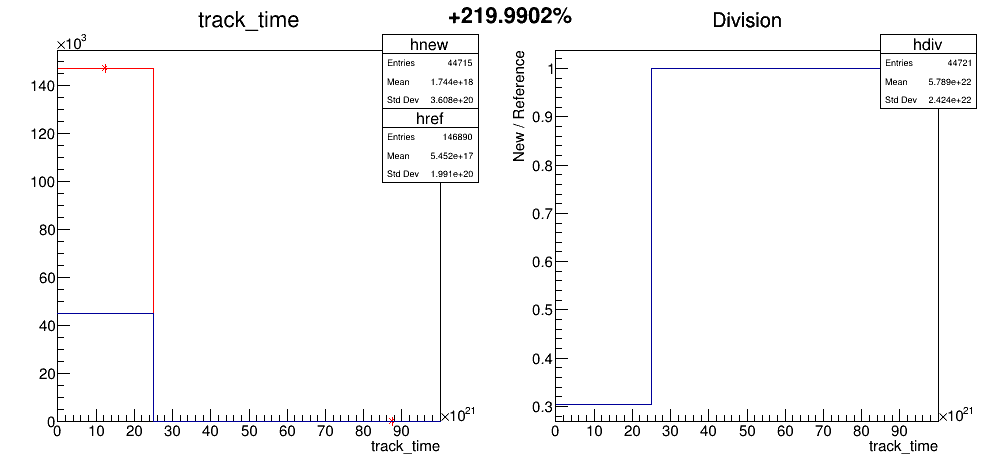 +219.9902%
track_time
×10³
hnew
Entries 44715
Mean 1.744e+18
Std Dev 3.608e+20
href
Entries 146890
Mean 5.452e+17
Std Dev 1.991e+20
140
120
100
80
60
40
20
0
0 10 20 30 40 50 60 70 80 90
×10²¹
track_time
Division
hdiv
Entries 44721
Mean 5.789e+22
Std Dev 2.424e+22
New / Reference
1
0.9
0.8
0.7
0.6
0.5
0.4
0.3
0 10 20 30 40 50 60 70 80 90
×10²¹
track_time